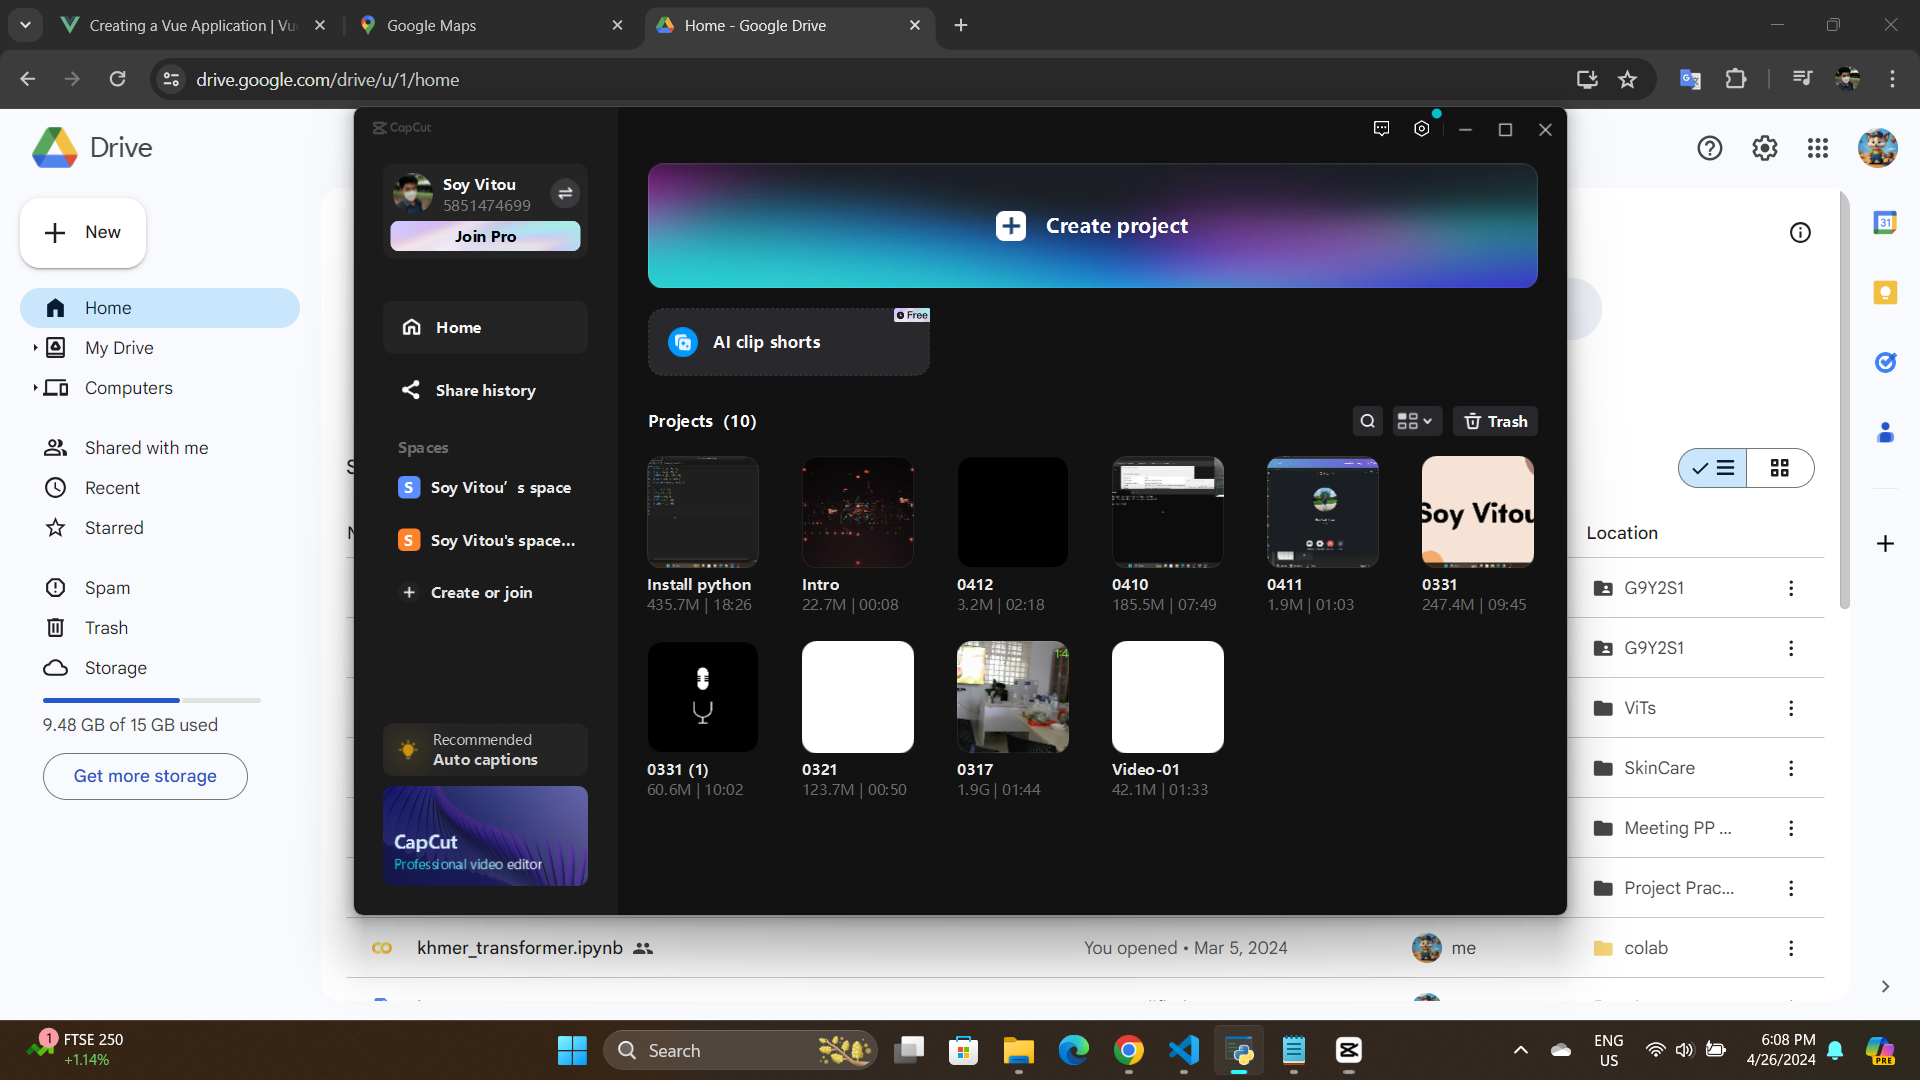 Creating a Vue Application | Vu
Google Maps
Home - Google Drive
drive.google.com/drive/u/1/home
Drive
New
Home
My Drive
Computers
Shared with me
Recent
Starred
Spam
Trash
Storage
9.48 GB of 15 GB used
Get more storage
CapCut
Soy Vitou
5851474699
Join Pro
Home
Share history
Spaces
S Soy Vitou’s space
S Soy Vitou's space...
Create or join
Recommended
Auto captions
CapCut
Professional video editor
Create project
Free
AI clip shorts
Projects (10)
Trash
Soy Vitou
Install python
435.7M | 18:26
Intro
22.7M | 00:08
0412
3.2M | 02:18
0410
185.5M | 07:49
0411
1.9M | 01:03
0331
247.4M | 09:45
1:4
0331 (1)
60.6M | 10:02
0321
123.7M | 00:50
0317
1.9G | 01:44
Video-01
42.1M | 01:33
31
Location
G9Y2S1
G9Y2S1
ViTs
SkinCare
Meeting PP ...
Project Prac...
khmer_transformer.ipynb
You opened • Mar 5, 2024
me
colab
1
FTSE 250
+1.14%
Search
ENG
US
6:08 PM
4/26/2024
PRE